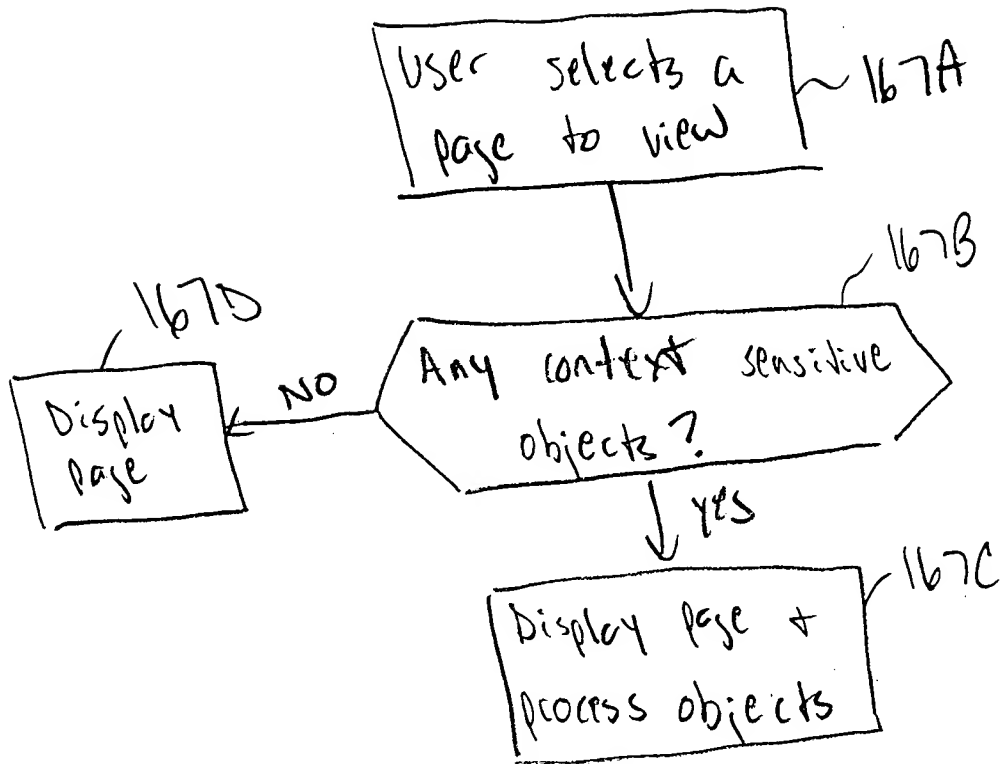 User selects a
page to view
167A
167B
Any context sensitive
objects?
NO
167D
Display
page
yes
167C
Display page +
process objects